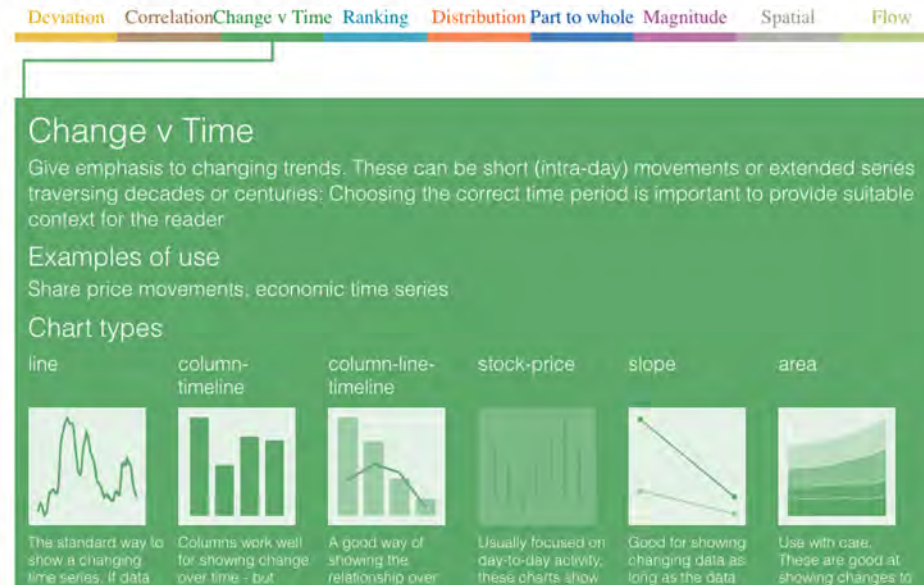 Deviation Correlation Change v Time Ranking Distribution Part to whole Magnitude Spatial Flow
Change v Time
Give emphasis to changing trends. These can be short (intra-day) movements or extended series
traversing decades or centuries: Choosing the correct time period is important to provide suitable
context for the reader
Examples of use
Share price movements, economic time series
Chart types
line
column-
timeline
column-line-
timeline
stock-price
slope
area
The standard way to
show a changing
time series. If data
Columns work well
for showing change
over time - but
A good way of
showing the
relationship over
Usually focused on
day-to-day activity,
these charts show
Good for showing
changing data as
long as the data
Use with care.
These are good at
showing changes to